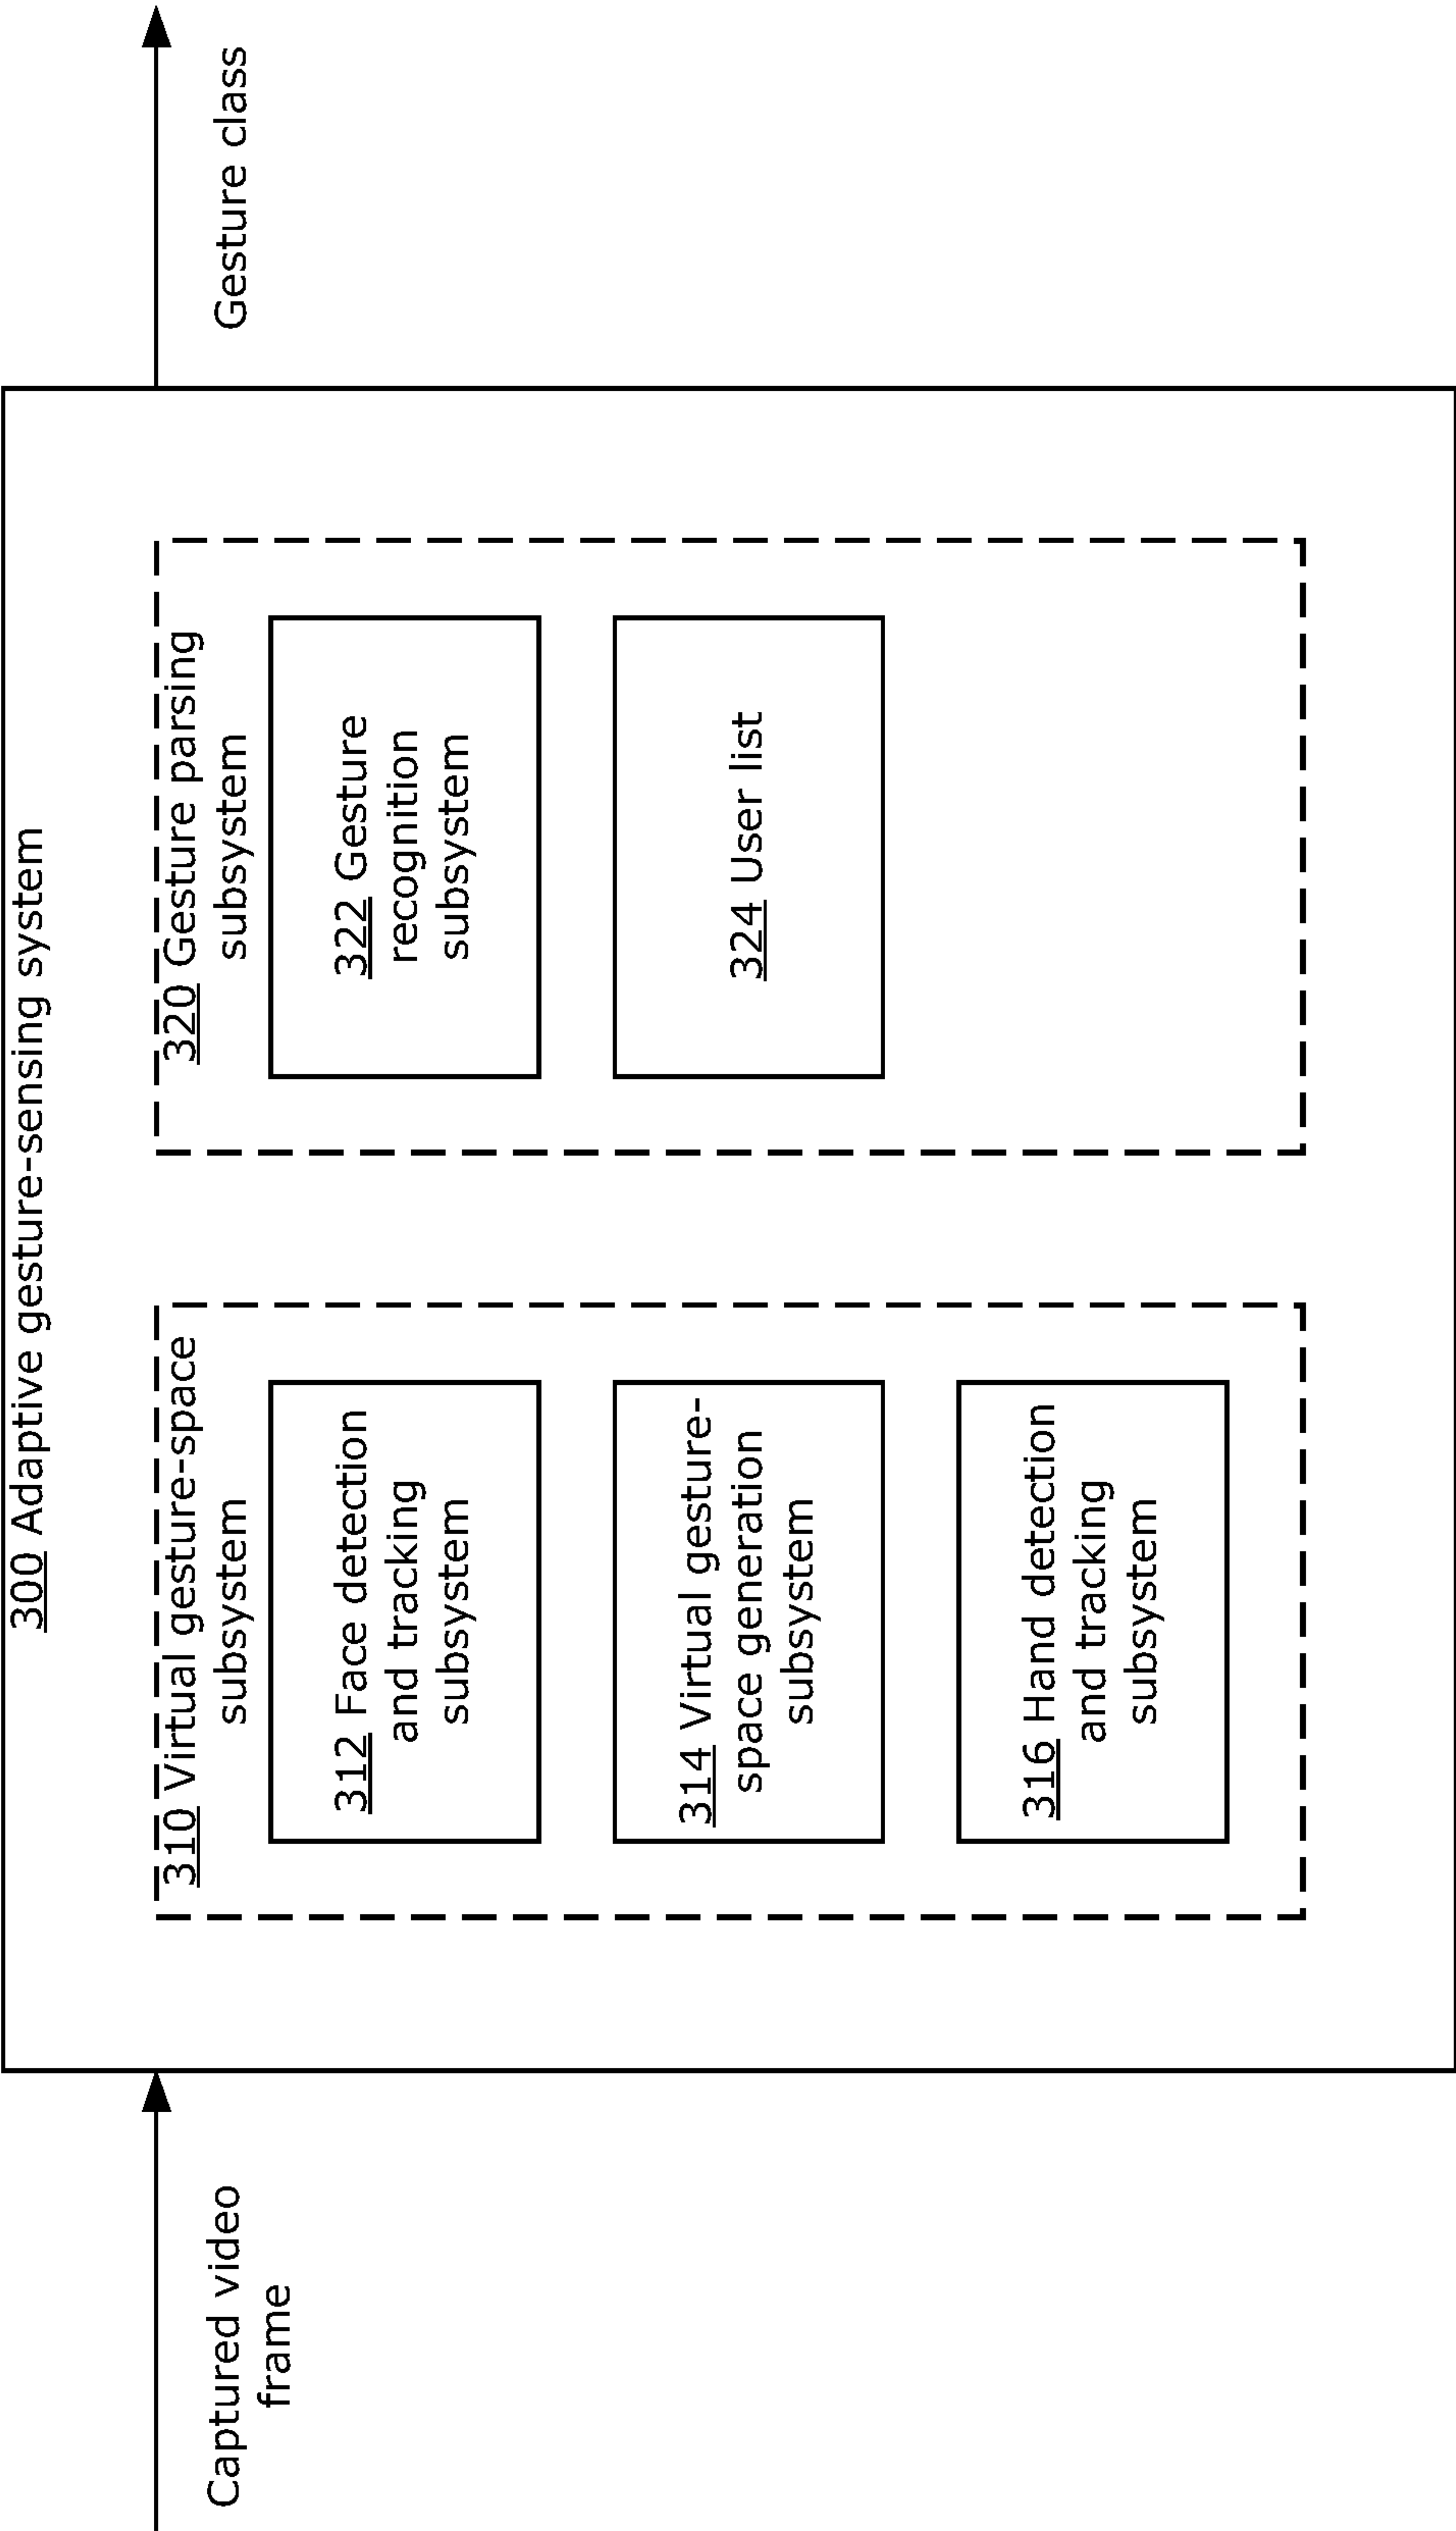 300 Adaptive gesture-sensing system
Captured video
frame
310 Virtual gesture-space
subsystem
312 Face detection
and tracking
subsystem
314 Virtual gesture-
space generation
subsystem
316 Hand detection
and tracking
subsystem
320 Gesture parsing
subsystem
322 Gesture
recognition
subsystem
324 User list
Gesture class